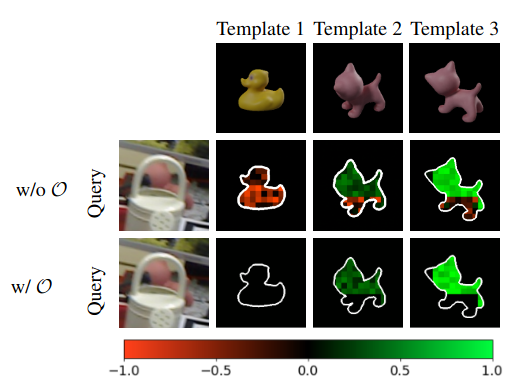 Template 1 Template 2 Template 3
w/o 𝒪 Query
w/ 𝒪 Query
−1.0 −0.5 0.0 0.5 1.0